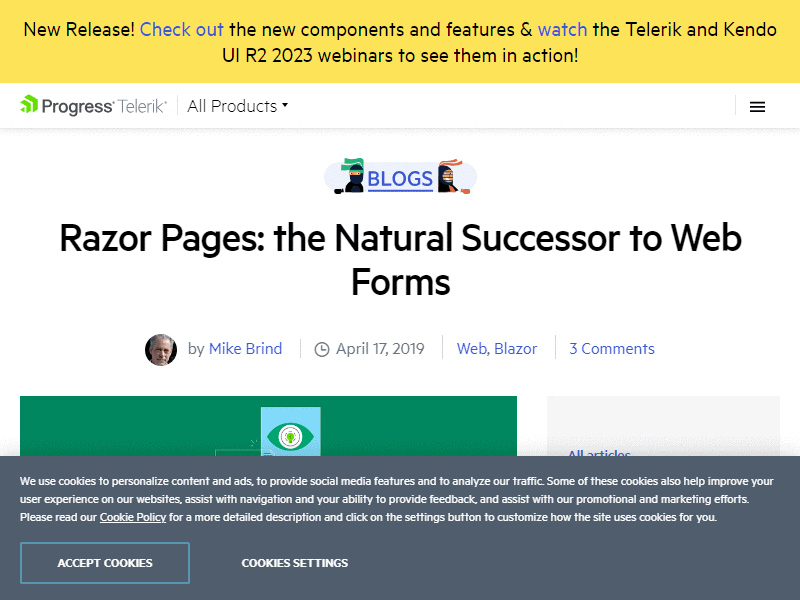 New Release! Check out the new components and features & watch the Telerik and Kendo
UI R2 2023 webinars to see them in action!
Progress Telerik All Products
BLOGS
Razor Pages: the Natural Successor to Web
Forms
by Mike Brind April 17, 2019 Web, Blazor 3 Comments
All articles
We use cookies to personalize content and ads, to provide social media features and to analyze our traffic. Some of these cookies also help improve your
user experience on our websites, assist with navigation and your ability to provide feedback, and assist with our promotional and marketing efforts.
Please read our Cookie Policy for a more detailed description and click on the settings button to customize how the site uses cookies for you.
ACCEPT COOKIES COOKIES SETTINGS